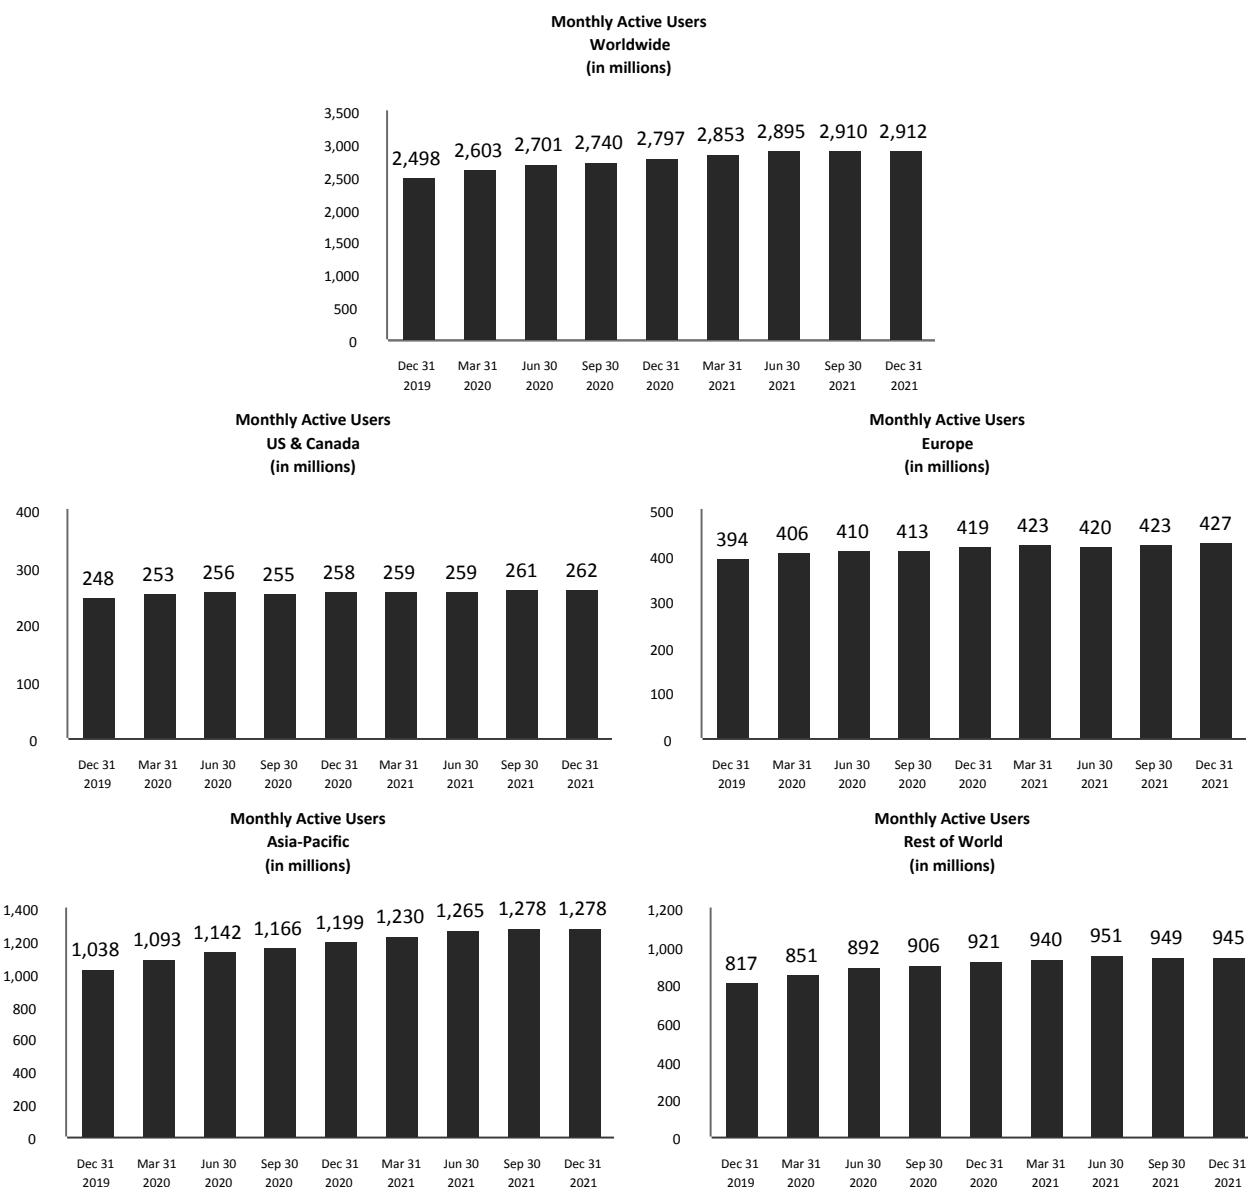 Monthly Active Users
Worldwide
(in millions)
3,500
3,000
2,500
2,000
1,500
1,000
500
0
2,498 2,603 2,701 2,740 2,797 2,853 2,895 2,910 2,912
Dec 31 Mar 31 Jun 30 Sep 30 Dec 31 Mar 31 Jun 30 Sep 30 Dec 31
2019 2020 2020 2020 2020 2021 2021 2021 2021
Monthly Active Users
US & Canada
(in millions)
400
300
200
100
0
248 253 256 255 258 259 259 261 262
Dec 31 Mar 31 Jun 30 Sep 30 Dec 31 Mar 31 Jun 30 Sep 30 Dec 31
2019 2020 2020 2020 2020 2021 2021 2021 2021
Monthly Active Users
Europe
(in millions)
500
400
300
200
100
0
394 406 410 413 419 423 420 423 427
Dec 31 Mar 31 Jun 30 Sep 30 Dec 31 Mar 31 Jun 30 Sep 30 Dec 31
2019 2020 2020 2020 2020 2021 2021 2021 2021
Monthly Active Users
Asia-Pacific
(in millions)
1,400
1,200
1,000
800
600
400
200
0
1,038 1,093 1,142 1,166 1,199 1,230 1,265 1,278 1,278
Dec 31 Mar 31 Jun 30 Sep 30 Dec 31 Mar 31 Jun 30 Sep 30 Dec 31
2019 2020 2020 2020 2020 2021 2021 2021 2021
Monthly Active Users
Rest of World
(in millions)
1,200
1,000
800
600
400
200
0
817 851 892 906 921 940 951 949 945
Dec 31 Mar 31 Jun 30 Sep 30 Dec 31 Mar 31 Jun 30 Sep 30 Dec 31
2019 2020 2020 2020 2020 2021 2021 2021 2021